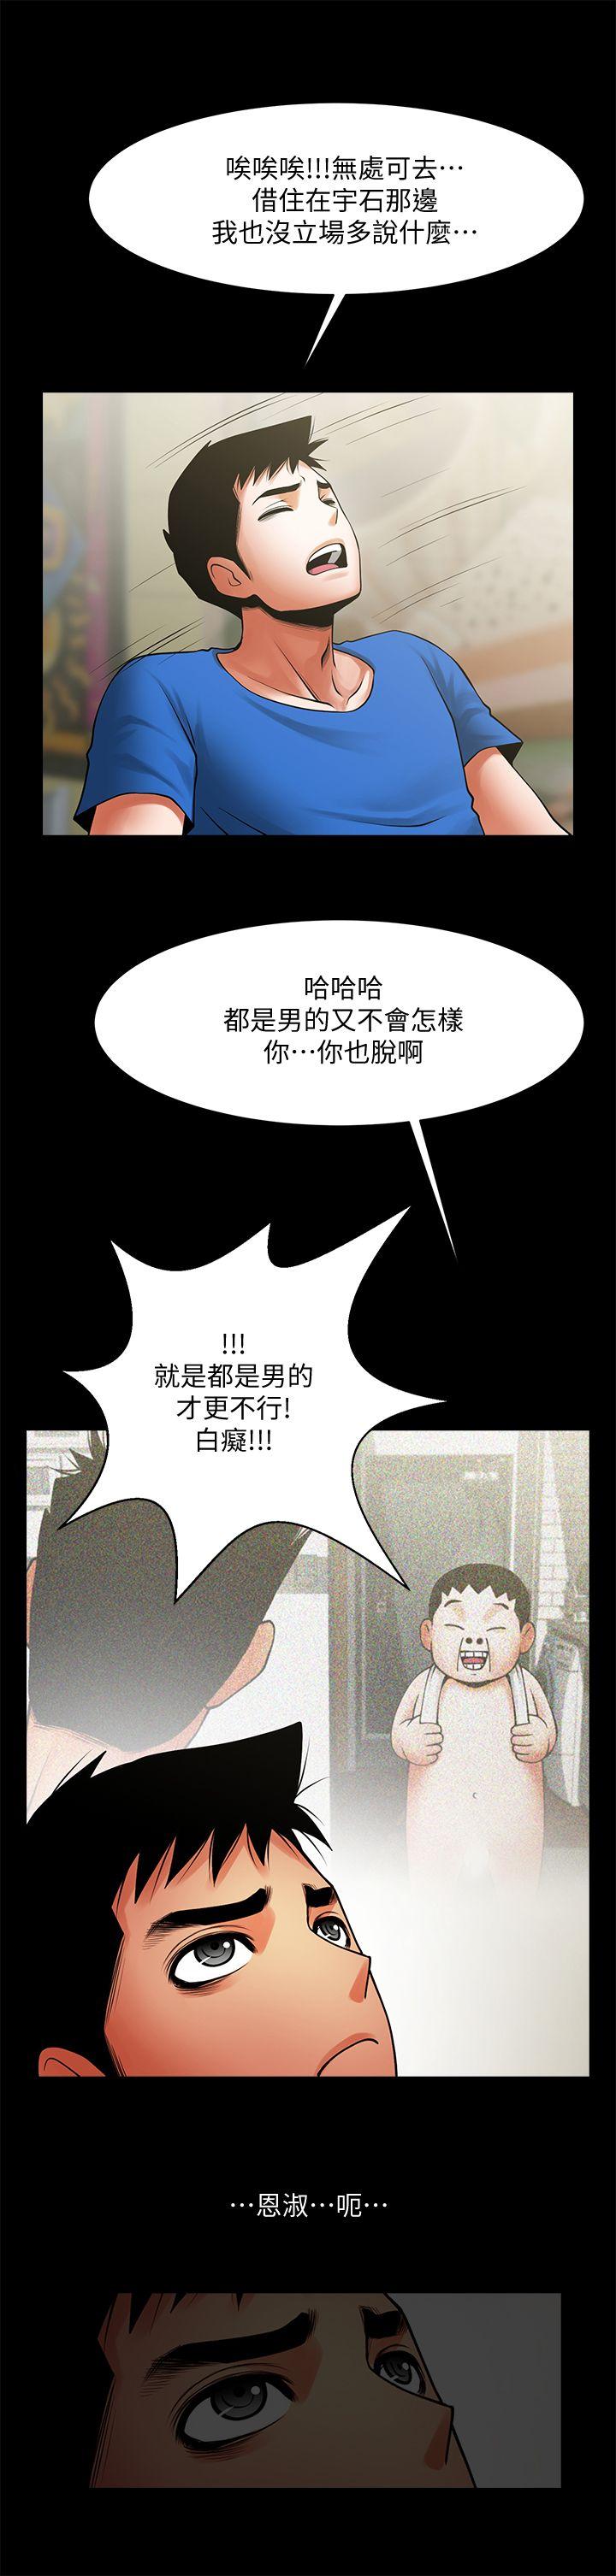 唉唉唉!!!無處可去…
借住在宇石那邊
我也沒立場多說什麼…
哈哈哈
都是男的又不會怎樣
你…你也脫啊
!!!
就是都是男的
才更不行!
白癡!!!
…恩淑…呃…